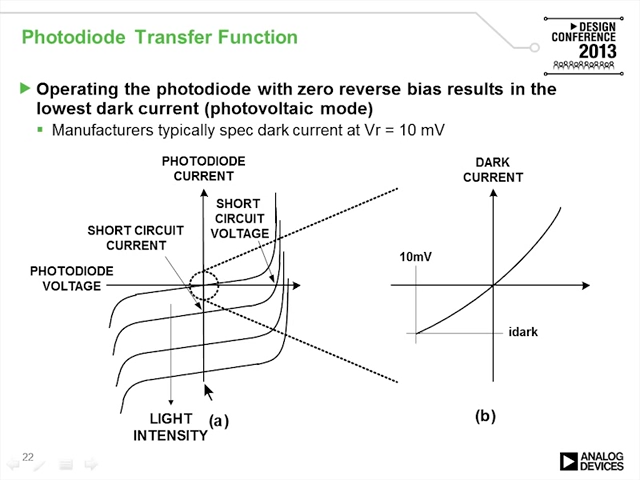 Photodiode Transfer Function
DESIGN
CONFERENCE
2013
Operating the photodiode with zero reverse bias results in the
lowest dark current (photovoltaic mode)
Manufacturers typically spec dark current at Vr = 10 mV
PHOTODIODE
CURRENT
SHORT
CIRCUIT
VOLTAGE
SHORT CIRCUIT
CURRENT
PHOTODIODE
VOLTAGE
LIGHT
INTENSITY
(a)
DARK
CURRENT
10mV
idark
(b)
22
ANALOG
DEVICES